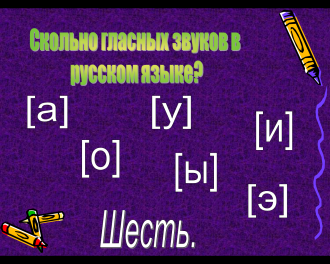 Сколько гласных звуков в
русском языке?
[а] [у] [и]
[о] [ы] [э]
Шесть.